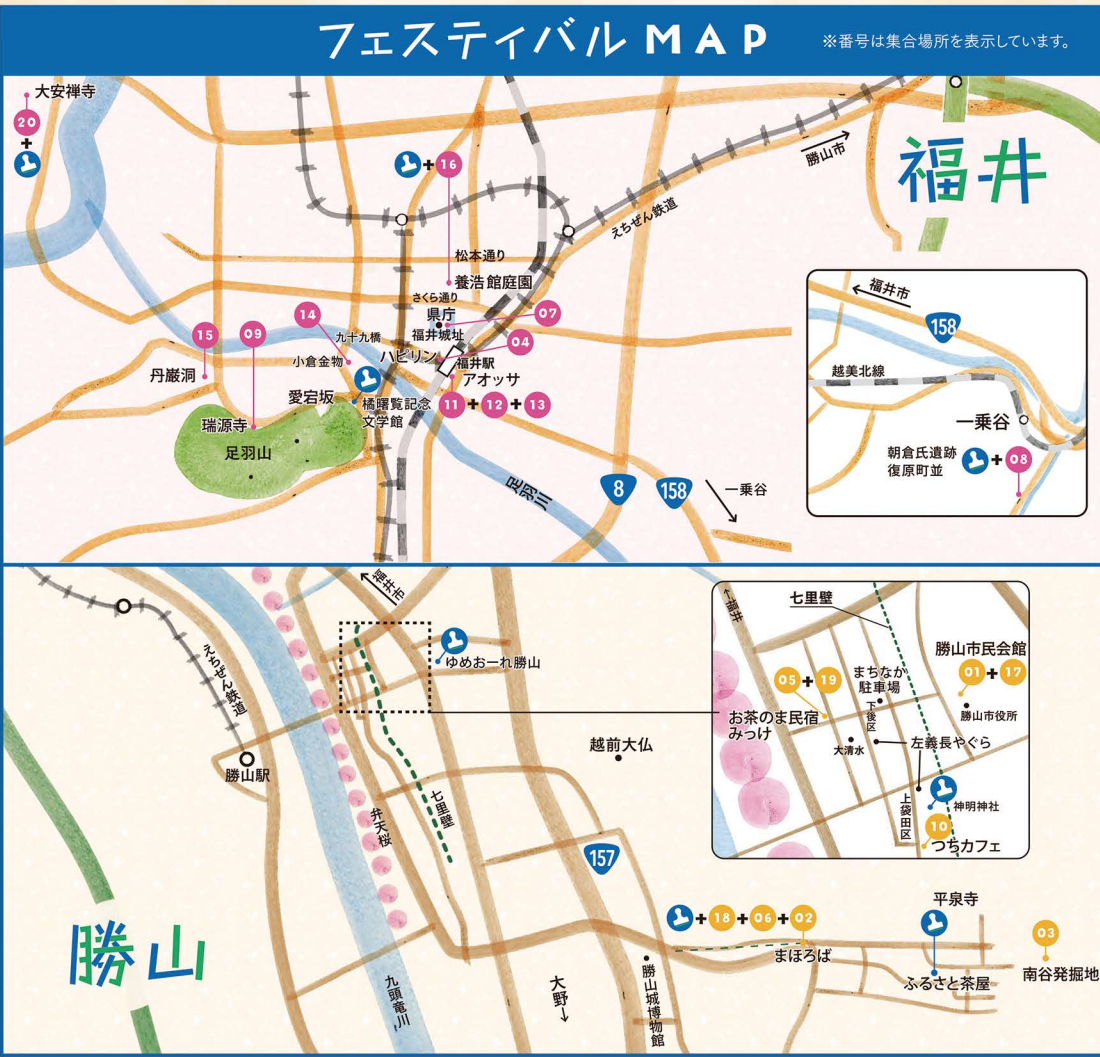 フェスティバルMAP
※番号は集合場所を表示しています。
大安禅寺
20
+
+
16
勝山市
福井
えちぜん鉄道
松本通り
養浩館庭園
さくら通り
県庁
福井城址
07
04
14
九十九橋
小倉金物
ハピリン
福井駅
アオッサ
15
09
丹巌洞
愛宕坂
橘曙覧記念
文学館
11
+
12
+
13
瑞源寺
足羽山
足羽川
8
158
一乗谷
福井市
158
越美北線
一乗谷
朝倉氏遺跡
復原町並
+
08
福井市
えちぜん鉄道
勝山駅
ゆめおーれ勝山
越前大仏
弁天桜
七里壁
157
←福井
七里壁
勝山市民会館
01
+
17
05
+
19
まちなか
駐車場
勝山市役所
お茶のま民宿
みっけ
下後区
大清水
左義長やぐら
上袋田区
神明神社
10
つちカフェ
勝山
九頭竜川
大野→
勝山城博物館
+
18
+
06
+
02
まほろば
平泉寺
ふるさと茶屋
03
南谷発掘地